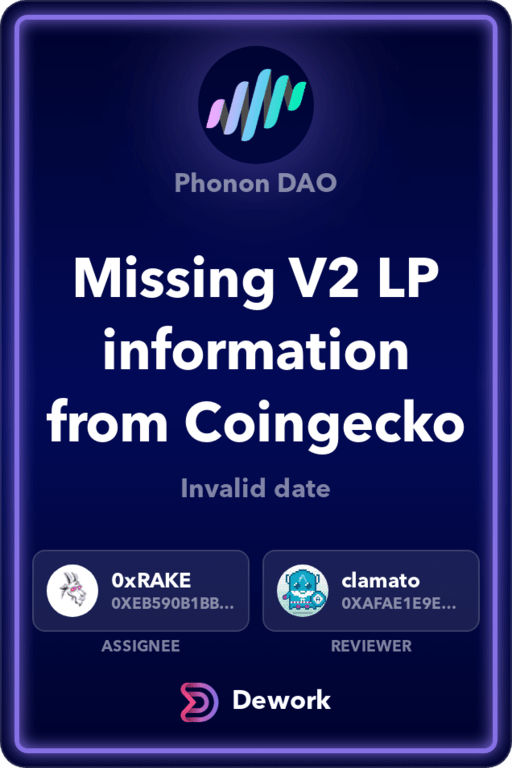 Phonon DAO
Missing V2 LP
information
from Coingecko
Invalid date
0xRAKE
0XEB590B1BB...
clamato
0XAFAE1E9E...
ASSIGNEE
REVIEWER
Dework